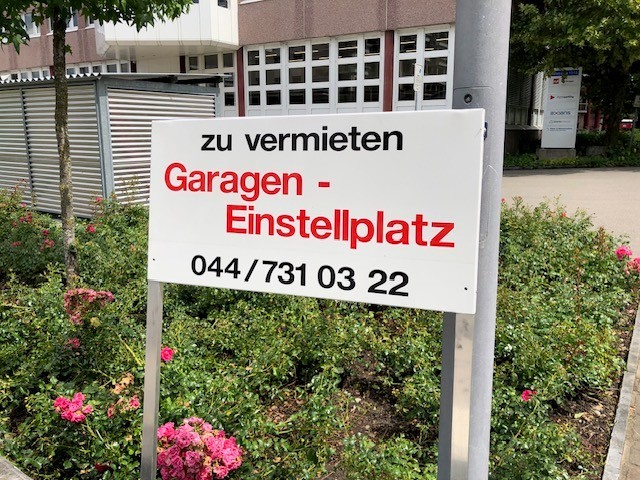 zu vermieten
Garagen -
Einstellplatz
044/731 03 22